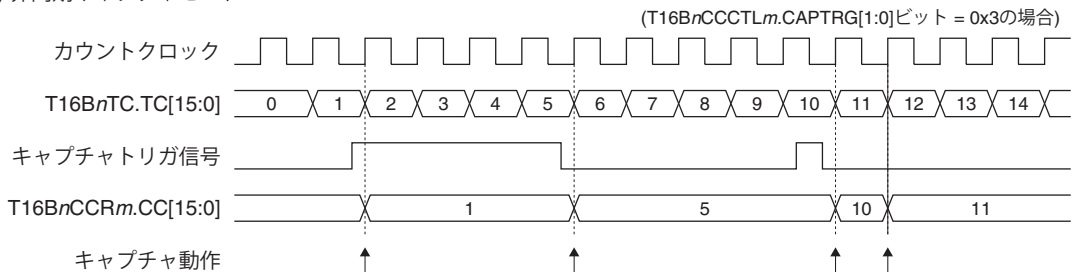 (T16BnCCCTLm.CAPTRG[1:0]ビット = 0x3の場合)
カウントクロック
T16BnTC.TC[15:0] 0 1 2 3 4 5 6 7 8 9 10 11 12 13 14
キャプチャトリガ信号
T16BnCCRm.CC[15:0] 1 5 10 11
キャプチャ動作